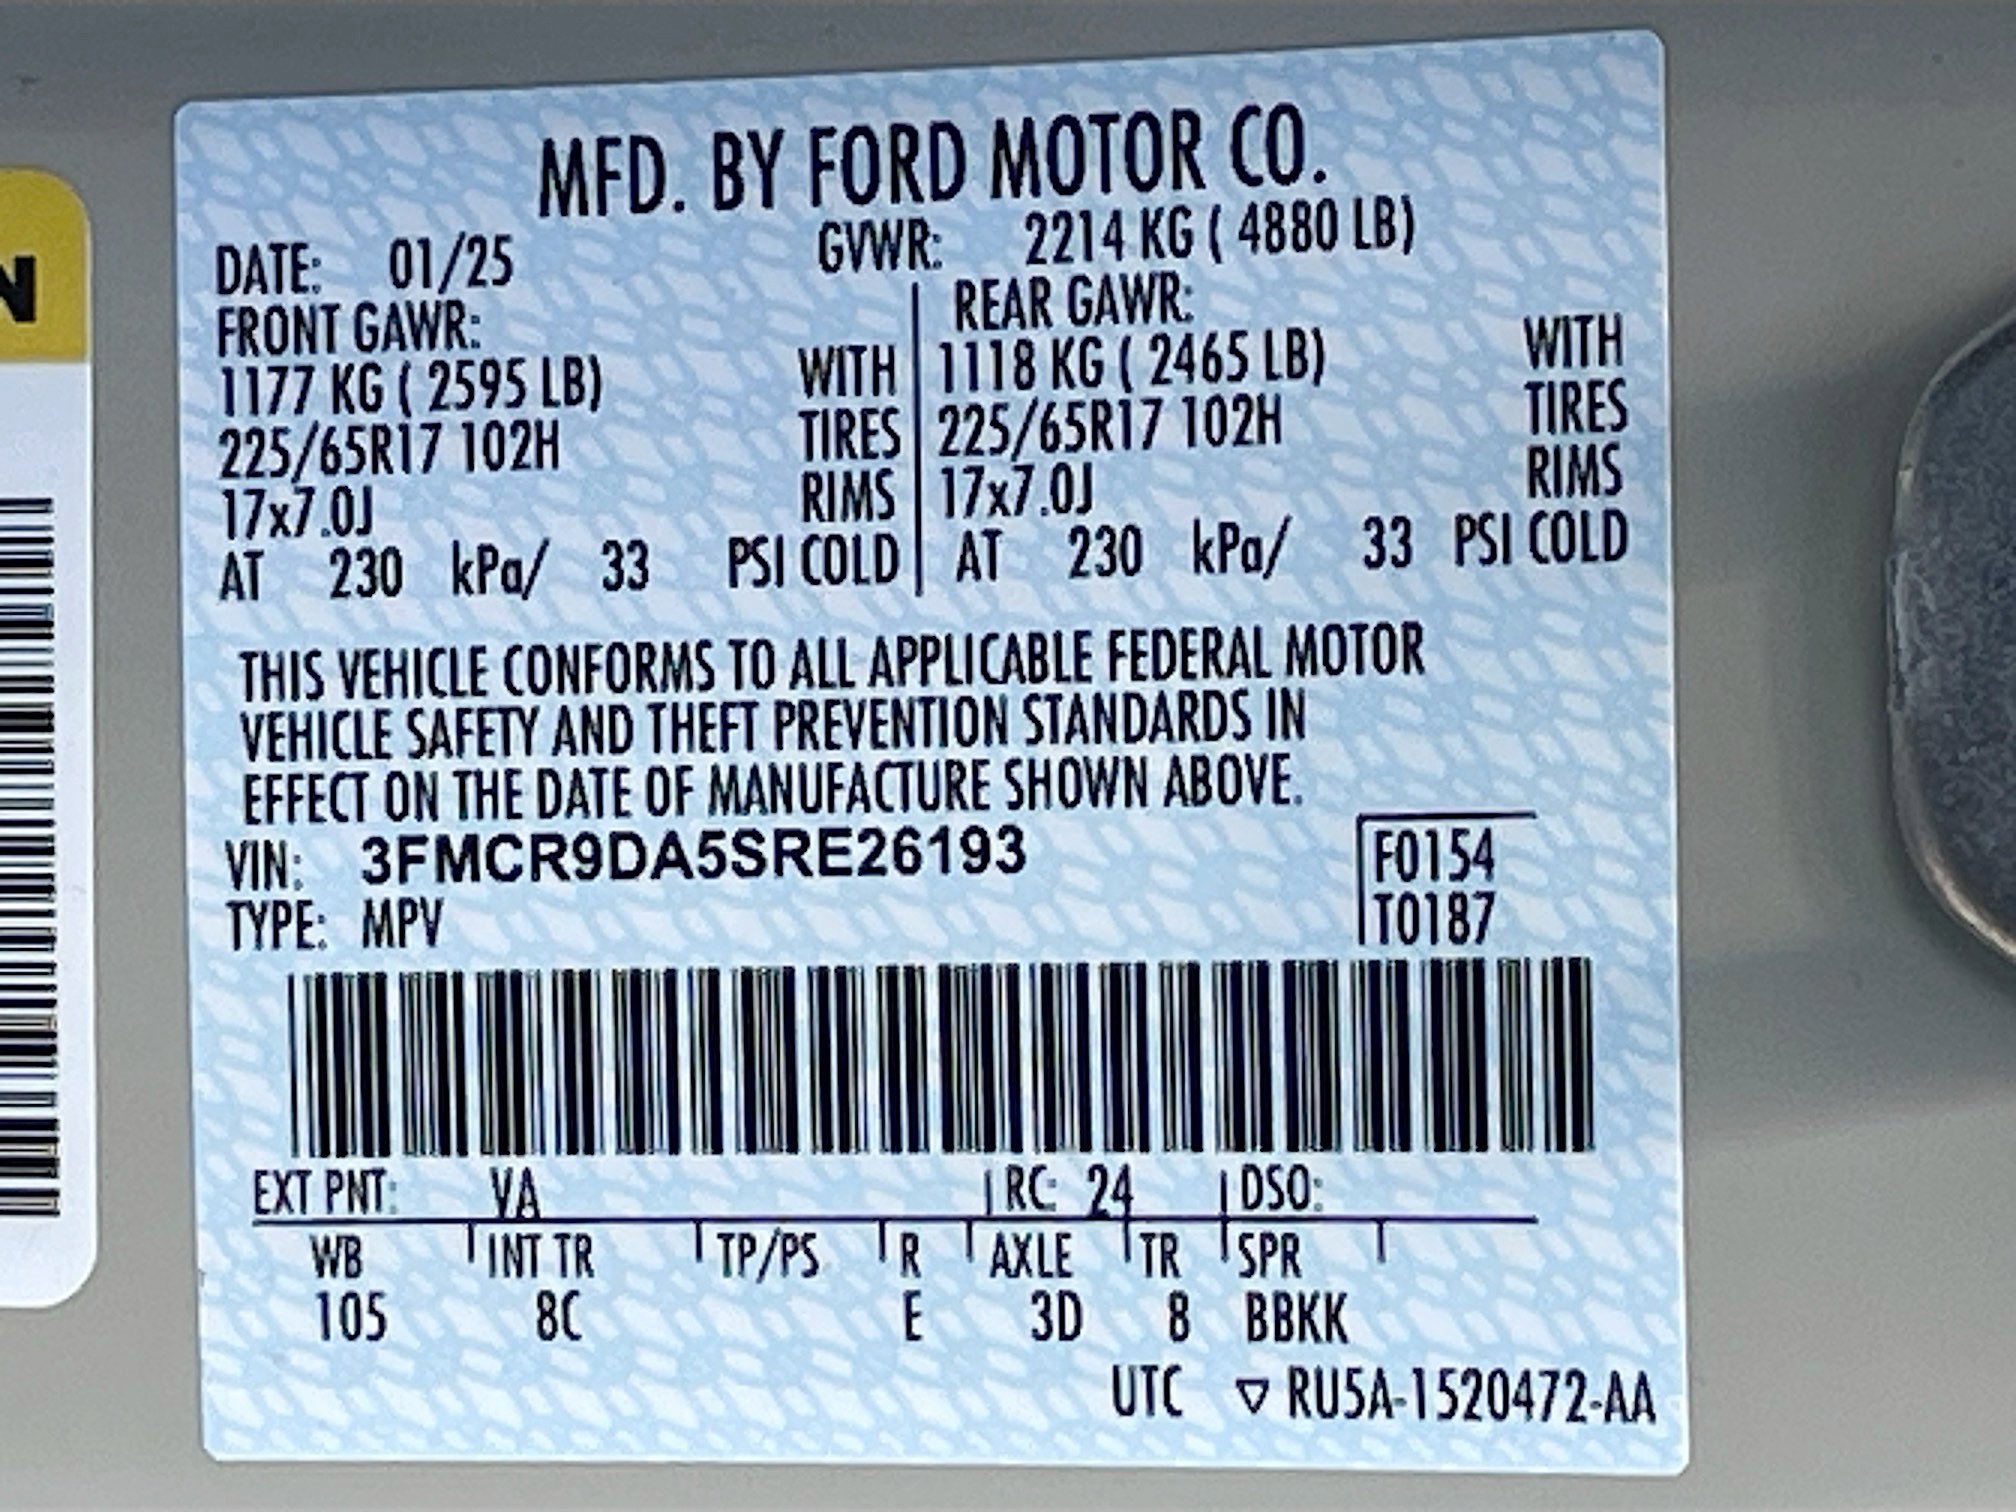 MFD. BY FORD MOTOR CO.
DATE: 01/25 GVWR: 2214 KG ( 4880 LB)
FRONT GAWR: REAR GAWR:
1177 KG ( 2595 LB) WITH 1118 KG ( 2465 LB) WITH
225/65R17 102H TIRES 225/65R17 102H TIRES
17x7.0J RIMS 17x7.0J RIMS
AT 230 kPa/ 33 PSI COLD AT 230 kPa/ 33 PSI COLD
THIS VEHICLE CONFORMS TO ALL APPLICABLE FEDERAL MOTOR
VEHICLE SAFETY AND THEFT PREVENTION STANDARDS IN
EFFECT ON THE DATE OF MANUFACTURE SHOWN ABOVE.
VIN: 3FMCR9DA5SRE26193 F0154
TYPE: MPV T0187
EXT PNT: VA RC: 24 DSO:
WB INT TR TP/PS R AXLE TR SPR
105 8C E 3D 8 BBKK
UTC ▽ RU5A-1520472-AA
N